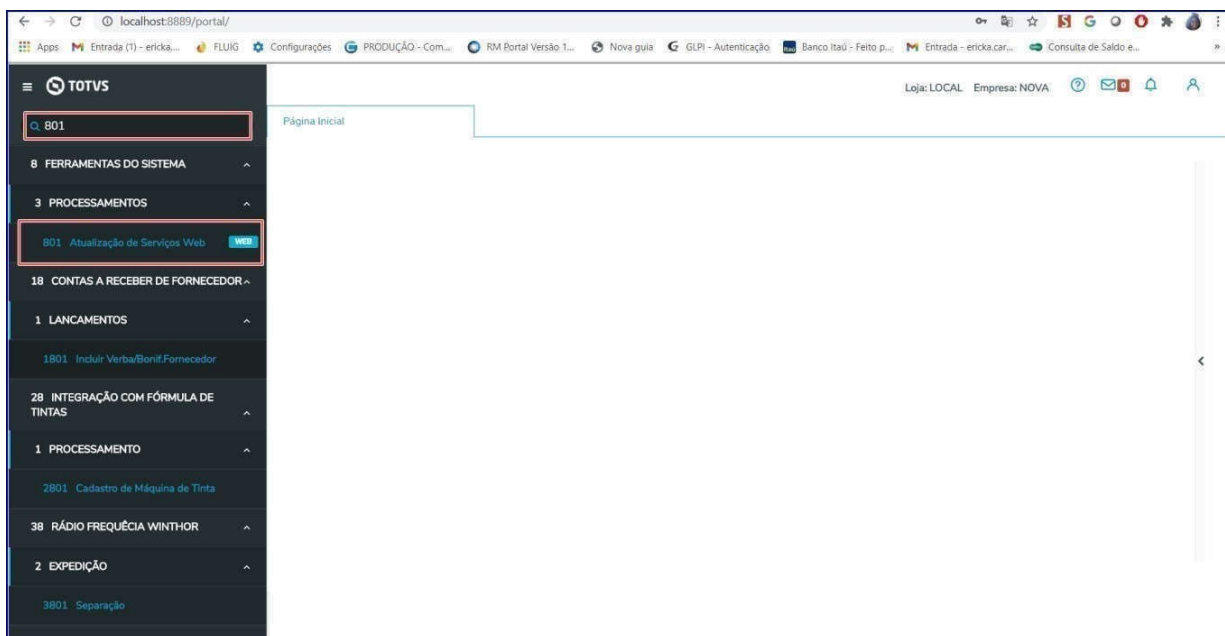 localhost:8889/portal/
Apps
Entrada (1) - ericka....
FLUIG
Configurações
PRODUÇÃO - Com...
RM Portal Versão 1...
Nova guia
GLPI - Autenticação
Banco Itaú - Feito p...
Entrada - ericka.car...
Consulta de Saldo e...
»
TOTVS
Loja: LOCAL Empresa: NOVA
0
801
Página Inicial
8 FERRAMENTAS DO SISTEMA
3 PROCESSAMENTOS
801 Atualização de Serviços Web WEB
18 CONTAS A RECEBER DE FORNECEDOR
1 LANCAMENTOS
1801 Incluir Verba/Bonif.Fornecedor
28 INTEGRAÇÃO COM FÓRMULA DE
TINTAS
1 PROCESSAMENTO
2801 Cadastro de Máquina de Tinta
38 RÁDIO FREQUÊCIA WINTHOR
2 EXPEDIÇÃO
3801 Separação